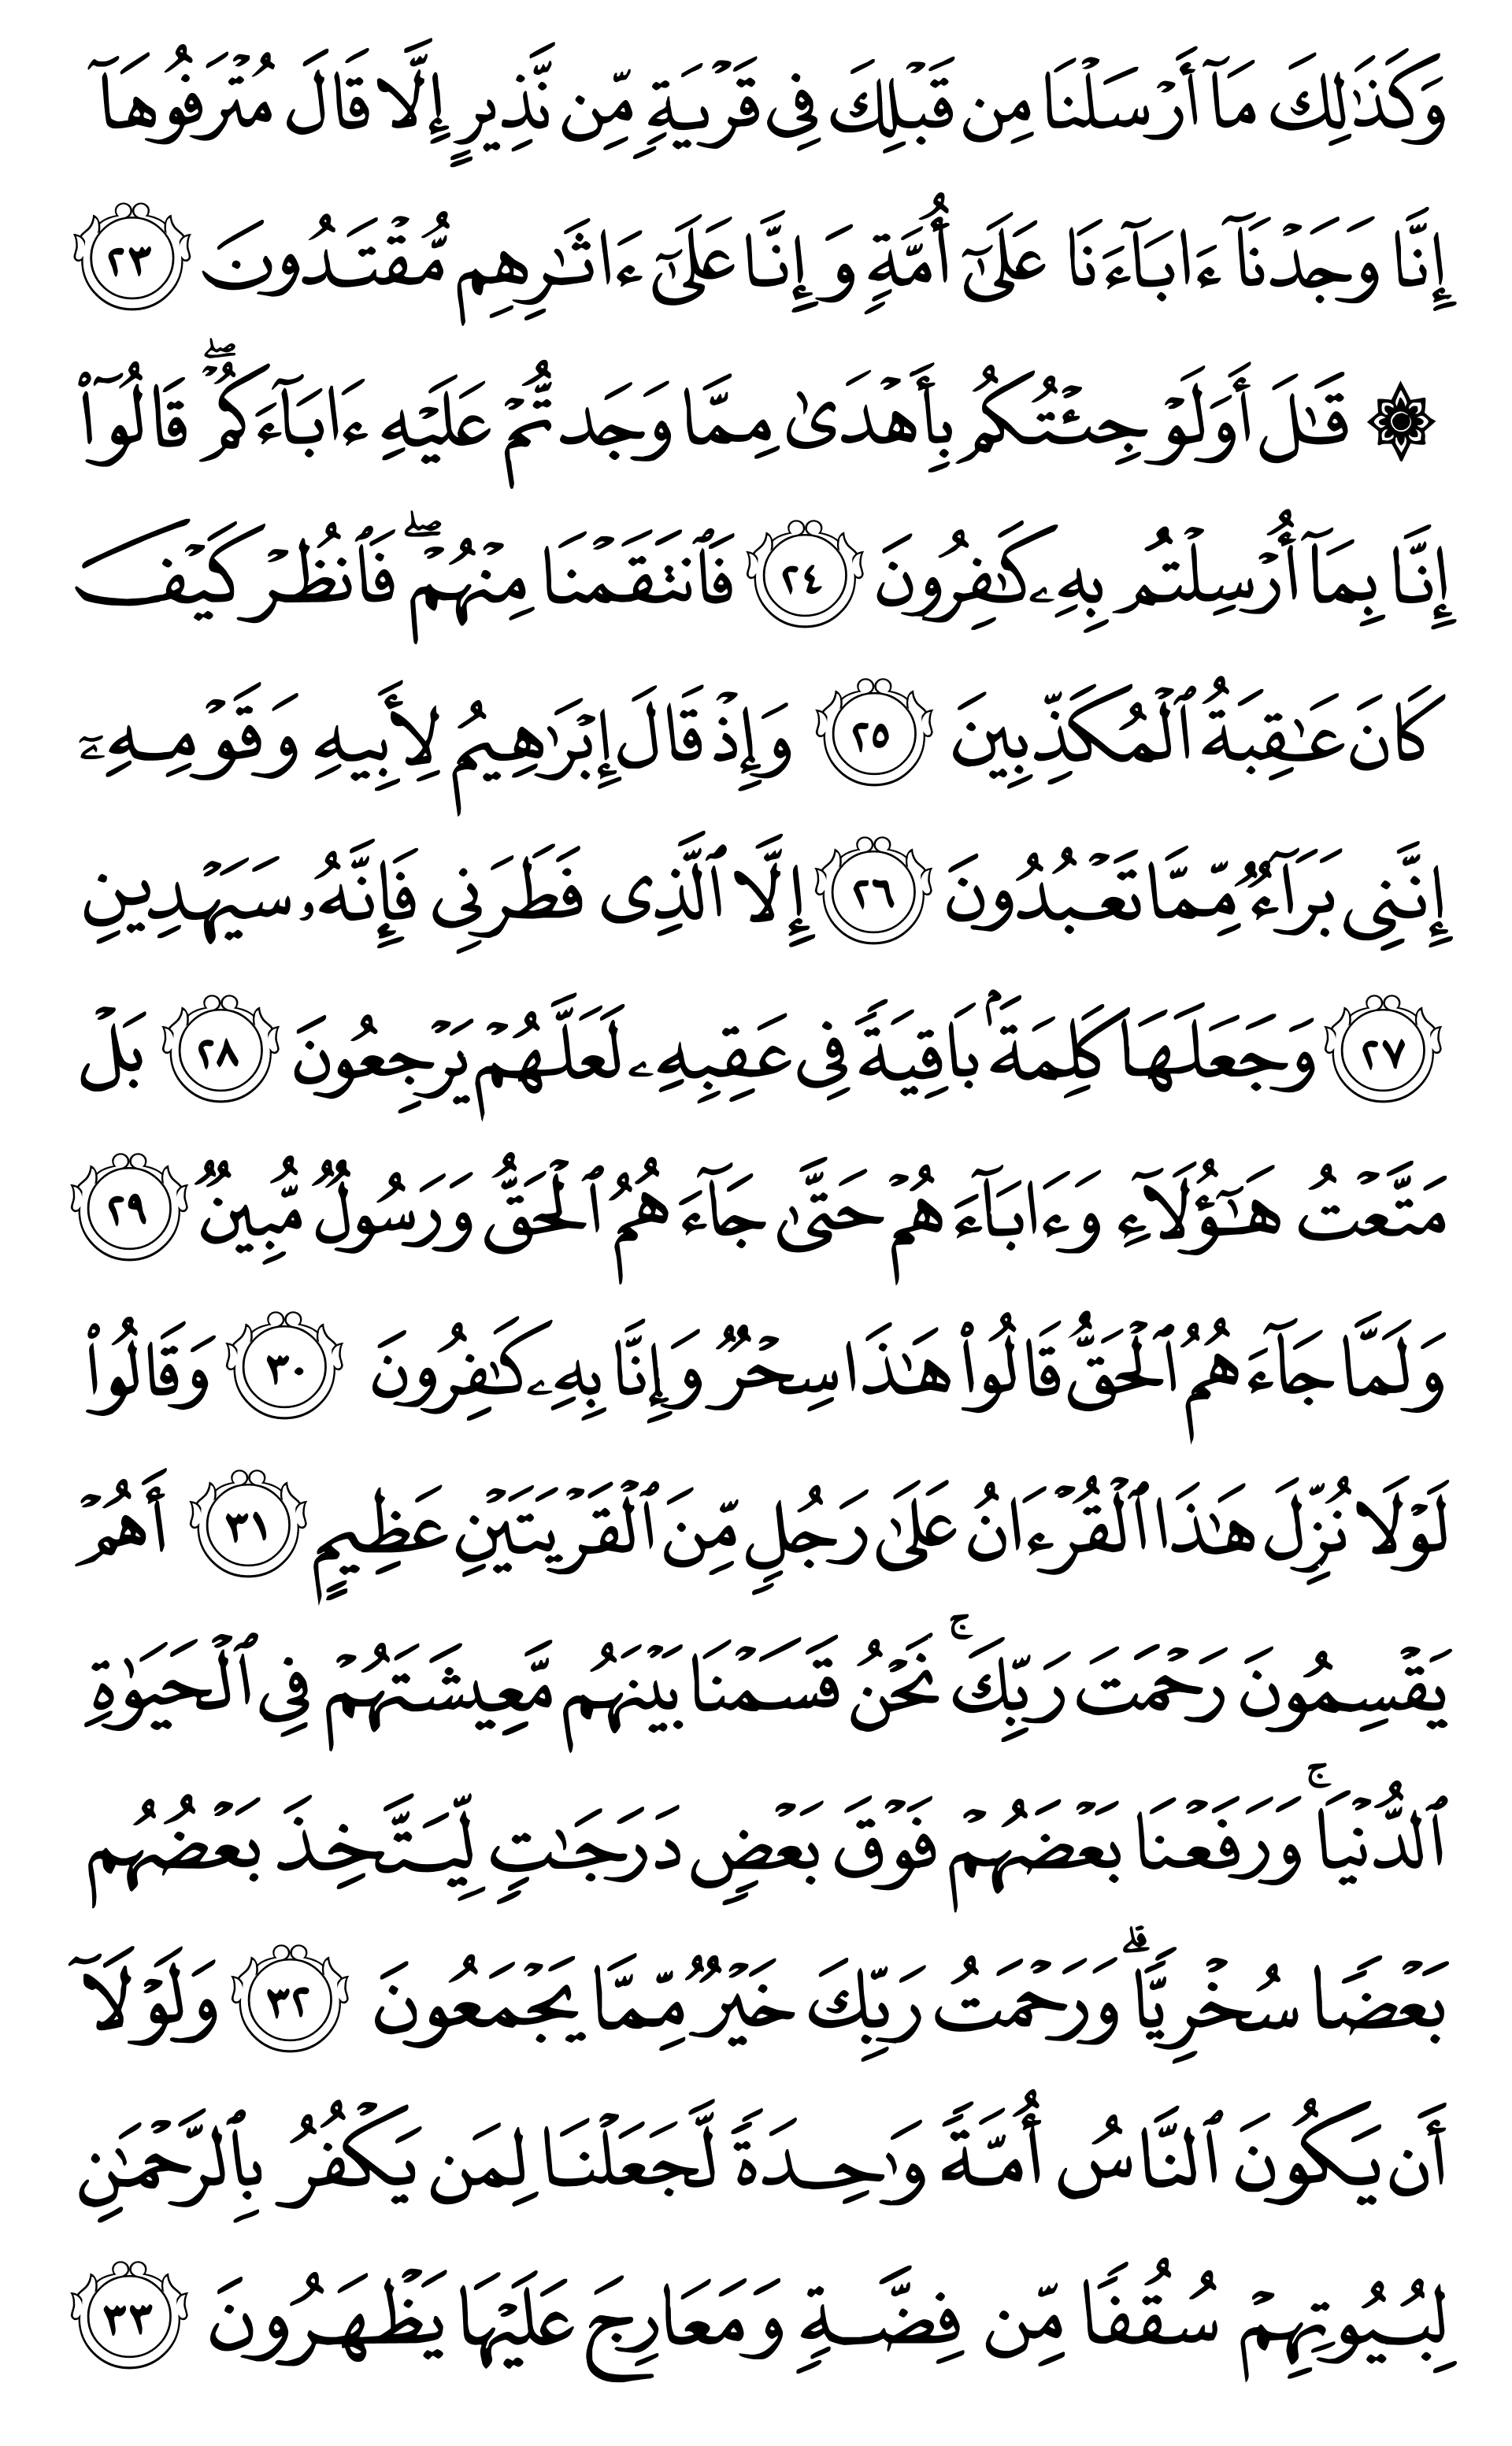 وَكَذَٰلِكَ مَآ أَرْسَلْنَا مِن قَبْلِكَ فِى قَرْيَةٍ مِّن نَّذِيرٍ إِلَّا قَالَ مُتْرَفُوهَآ
إِنَّا وَجَدْنَآ ءَابَآءَنَا عَلَىٰٓ أُمَّةٍ وَإِنَّا عَلَىٰٓ ءَاثَـٰرِهِم مُّقْتَدُونَ ٢٣
۞ قَـٰلَ أَوَلَوْ جِئْتُكُم بِأَهْدَىٰ مِمَّا وَجَدتُّمْ عَلَيْهِ ءَابَآءَكُمْ ۖ قَالُوٓا۟
إِنَّا بِمَآ أُرْسِلْتُم بِهِۦ كَـٰفِرُونَ ٢٤ فَٱنتَقَمْنَا مِنْهُمْ ۖ فَٱنظُرْ كَيْفَ
كَانَ عَـٰقِبَةُ ٱلْمُكَذِّبِينَ ٢٥ وَإِذْ قَالَ إِبْرَٰهِيمُ لِأَبِيهِ وَقَوْمِهِۦٓ
إِنَّنِى بَرَآءٌ مِّمَّا تَعْبُدُونَ ٢٦ إِلَّا ٱلَّذِى فَطَرَنِى فَإِنَّهُۥ سَيَهْدِينِ
٢٧ وَجَعَلَهَا كَلِمَةًۢ بَاقِيَةً فِى عَقِبِهِۦ لَعَلَّهُمْ يَرْجِعُونَ ٢٨ بَلْ
مَتَّعْتُ هَـٰٓؤُلَآءِ وَءَابَآءَهُمْ حَتَّىٰ جَآءَهُمُ ٱلْحَقُّ وَرَسُولٌ مُّبِينٌ ٢٩
وَلَمَّا جَآءَهُمُ ٱلْحَقُّ قَالُوا۟ هَـٰذَا سِحْرٌ وَإِنَّا بِهِۦ كَـٰفِرُونَ ٣٠ وَقَالُوا۟
لَوْلَا نُزِّلَ هَـٰذَا ٱلْقُرْءَانُ عَلَىٰ رَجُلٍ مِّنَ ٱلْقَرْيَتَيْنِ عَظِيمٍ ٣١ أَهُمْ
يَقْسِمُونَ رَحْمَتَ رَبِّكَ ۚ نَحْنُ قَسَمْنَا بَيْنَهُم مَّعِيشَتَهُمْ فِى ٱلْحَيَوٰةِ
ٱلدُّنْيَا ۚ وَرَفَعْنَا بَعْضَهُمْ فَوْقَ بَعْضٍ دَرَجَـٰتٍ لِّيَتَّخِذَ بَعْضُهُم
بَعْضًا سُخْرِيًّا ۗ وَرَحْمَتُ رَبِّكَ خَيْرٌ مِّمَّا يَجْمَعُونَ ٣٢ وَلَوْلَآ
أَن يَكُونَ ٱلنَّاسُ أُمَّةً وَٰحِدَةً لَّجَعَلْنَا لِمَن يَكْفُرُ بِٱلرَّحْمَـٰنِ
لِبُيُوتِهِمْ سُقُفًا مِّن فِضَّةٍ وَمَعَارِجَ عَلَيْهَا يَظْهَرُونَ ٣٣